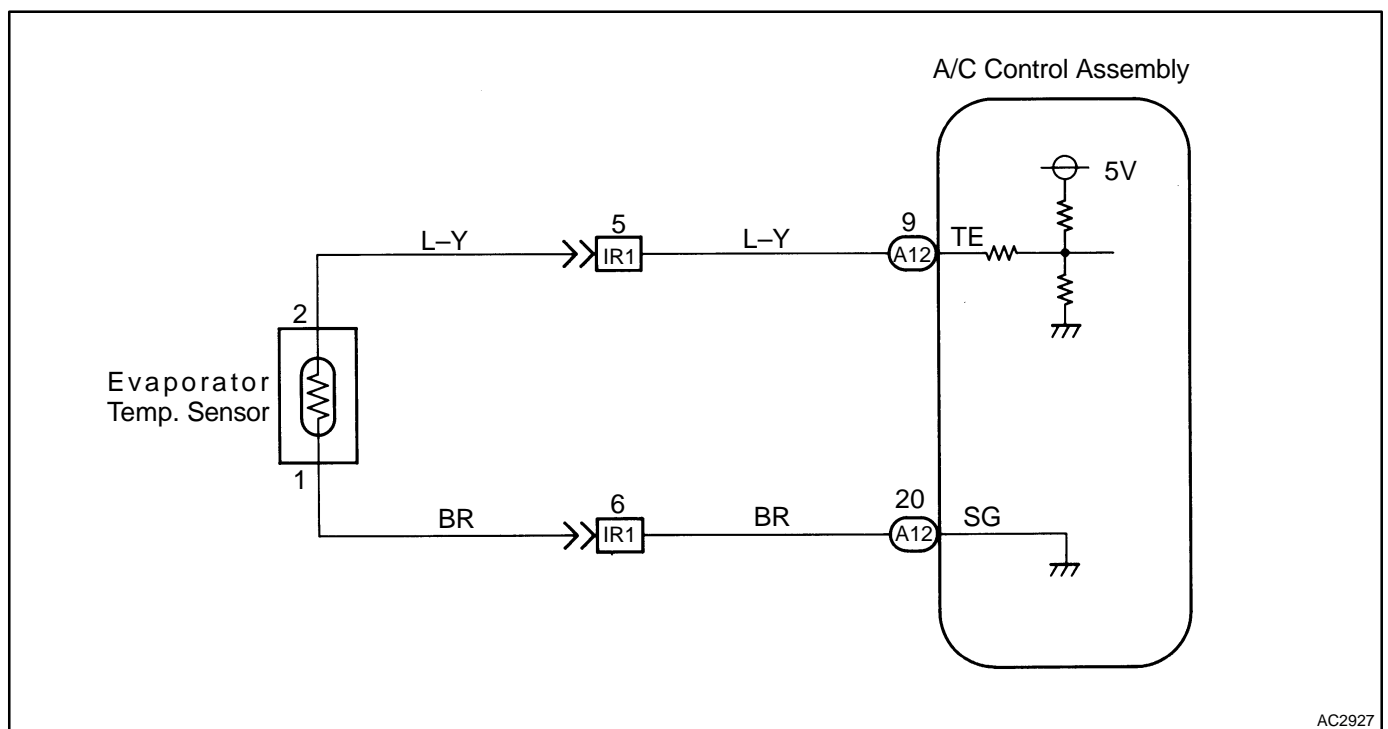 A/C Control Assembly
5V
5
9
L–Y
L–Y
TE
IR1
A12
2
Evaporator
Temp. Sensor
1
6
20
BR
BR
SG
IR1
A12
AC2927